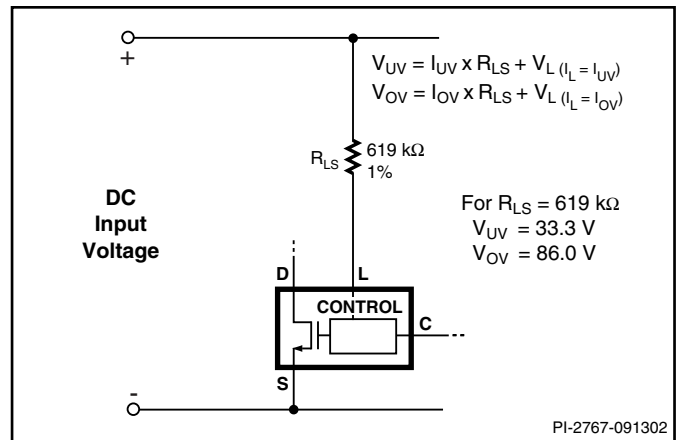 +
V_UV = I_UV x R_LS + V_L (I_L = I_UV)
V_OV = I_OV x R_LS + V_L (I_L = I_OV)
R_LS
619 kΩ
1%
DC
Input
Voltage
For R_LS = 619 kΩ
V_UV = 33.3 V
V_OV = 86.0 V
D
L
CONTROL
C
S
-
PI-2767-091302